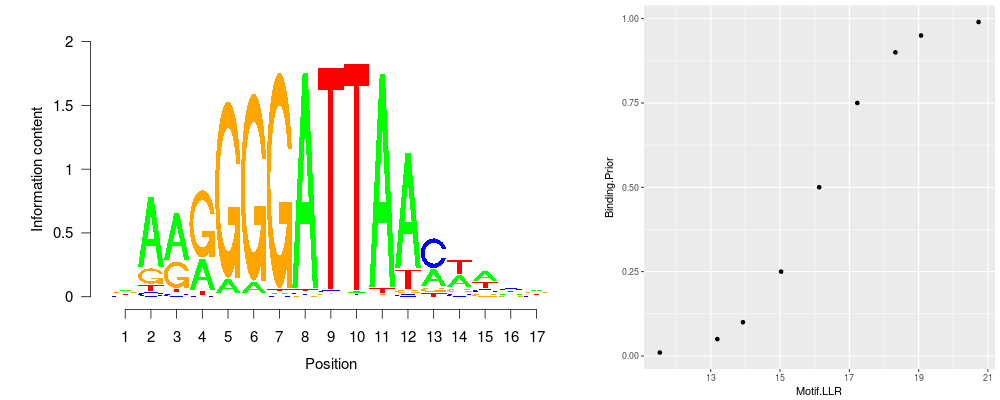 Information content
2
1.5
1
0.5
0
A G
A G
G A
G A
G A
G
A
T
T
A
A T
C A
T A
A T
1 2 3 4 5 6 7 8 9 10 11 12 13 14 15 16 17
Position
Binding.Prior
1.00
0.75
0.50
0.25
0.00
13 15 17 19 21
Motif.LLR